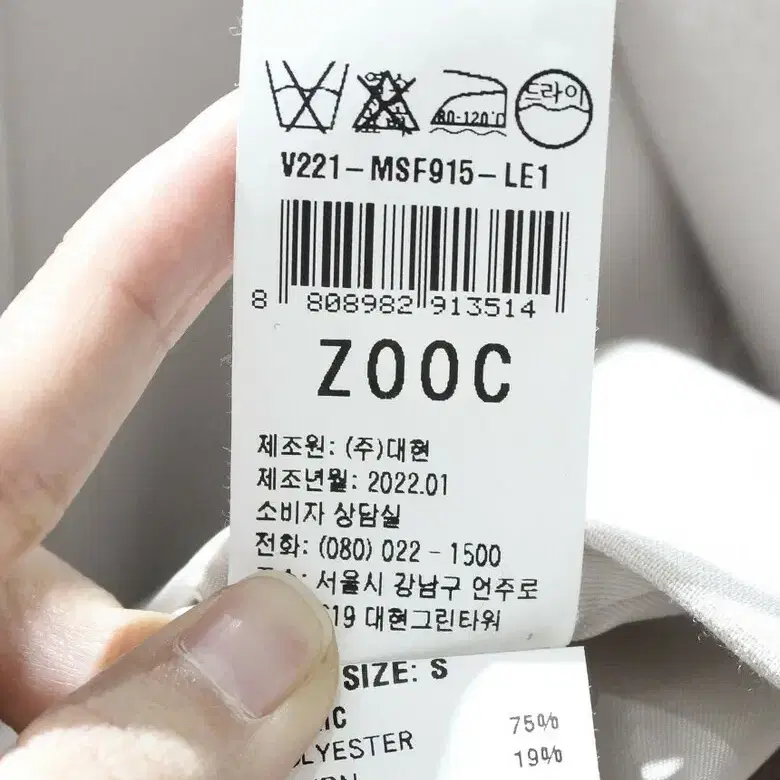 80-120℃ 드라이
V221-MSF915-LE1
8 808982 913514
ZOOC
제조원: (주)대현
제조년월: 2022.01
소비자 상담실
전화: (080) 022-1500
서울시 강남구 언주로
대현그린타워
SIZE: S
75%
19%